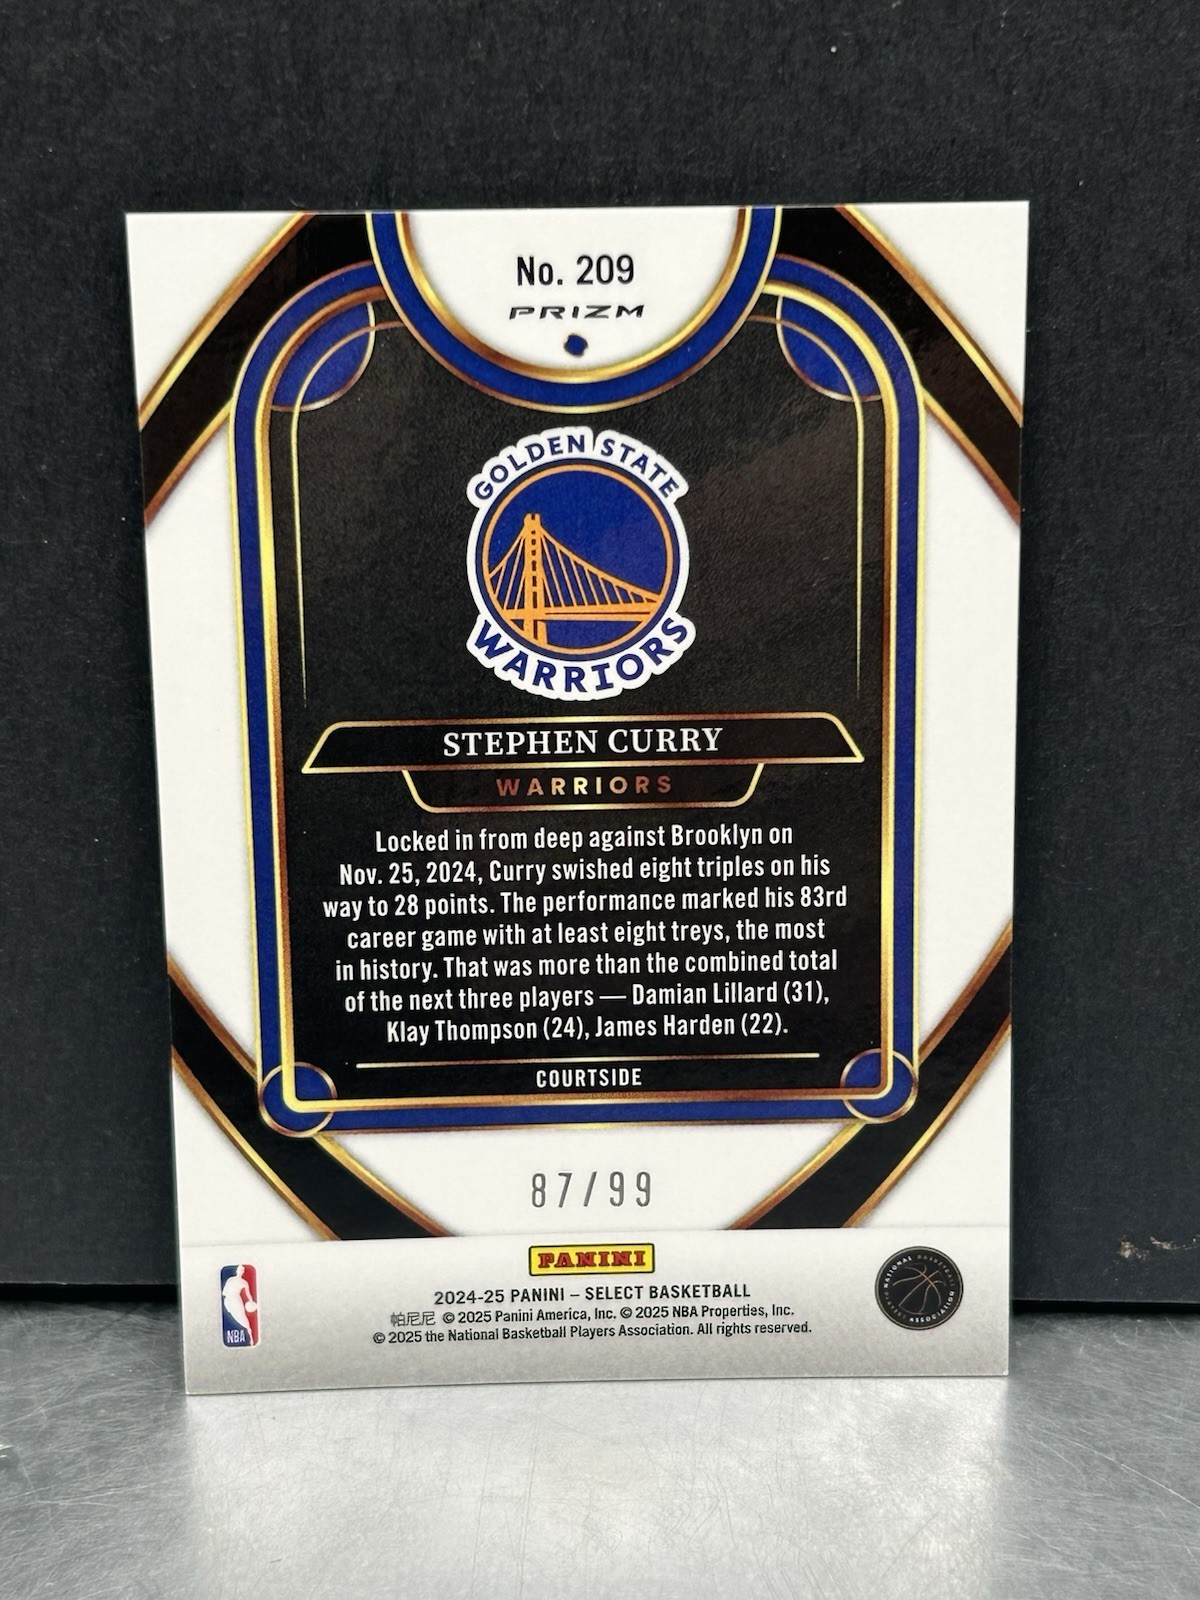 No. 209
PRIZM
GOLDEN STATE
WARRIORS
STEPHEN CURRY
WARRIORS
Locked in from deep against Brooklyn on
Nov. 25, 2024, Curry swished eight triples on his
way to 28 points. The performance marked his 83rd
career game with at least eight treys, the most
in history. That was more than the combined total
of the next three players — Damian Lillard (31),
Klay Thompson (24), James Harden (22).
COURTSIDE
87/99
PANINI
NBA
2024-25 PANINI – SELECT BASKETBALL
帕尼尼 © 2025 Panini America, Inc. © 2025 NBA Properties, Inc.
© 2025 the National Basketball Players Association. All rights reserved.
NATIONAL BASKETBALL
PLAYERS ASSOCIATION